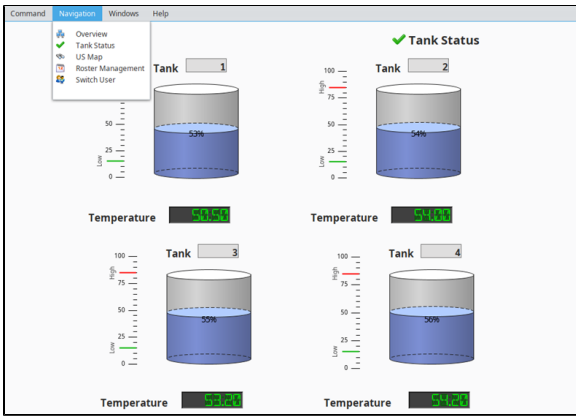 Command Navigation Windows Help
Overview
Tank Status
US Map
Roster Management
Switch User
Tank Status
Tank 1
50
25
Low
0
53%
Temperature 50.50
Tank 2
100
High
75
50
25
Low
0
54%
Temperature 54.00
Tank 3
100
High
75
50
25
Low
0
55%
Temperature 53.20
Tank 4
100
High
75
50
25
Low
0
56%
Temperature 54.20